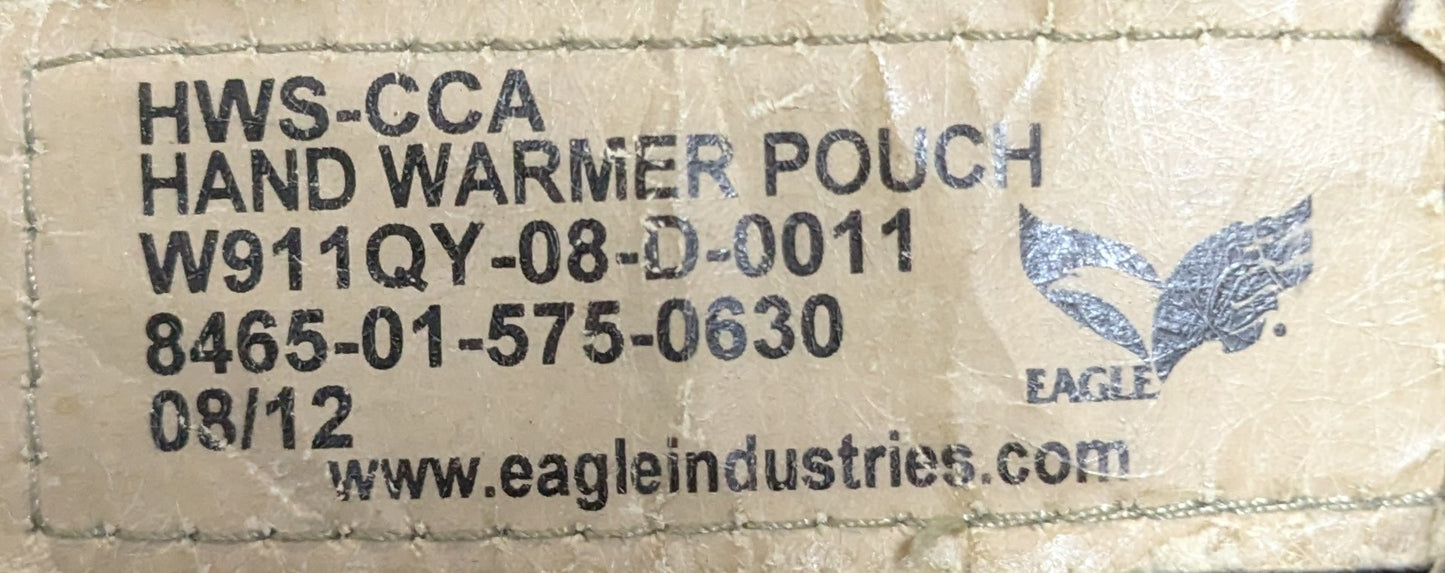 HWS-CCA
HAND WARMER POUCH
W911QY-08-D-0011
8465-01-575-0630
08/12
EAGLE
www.eagleindustries.com